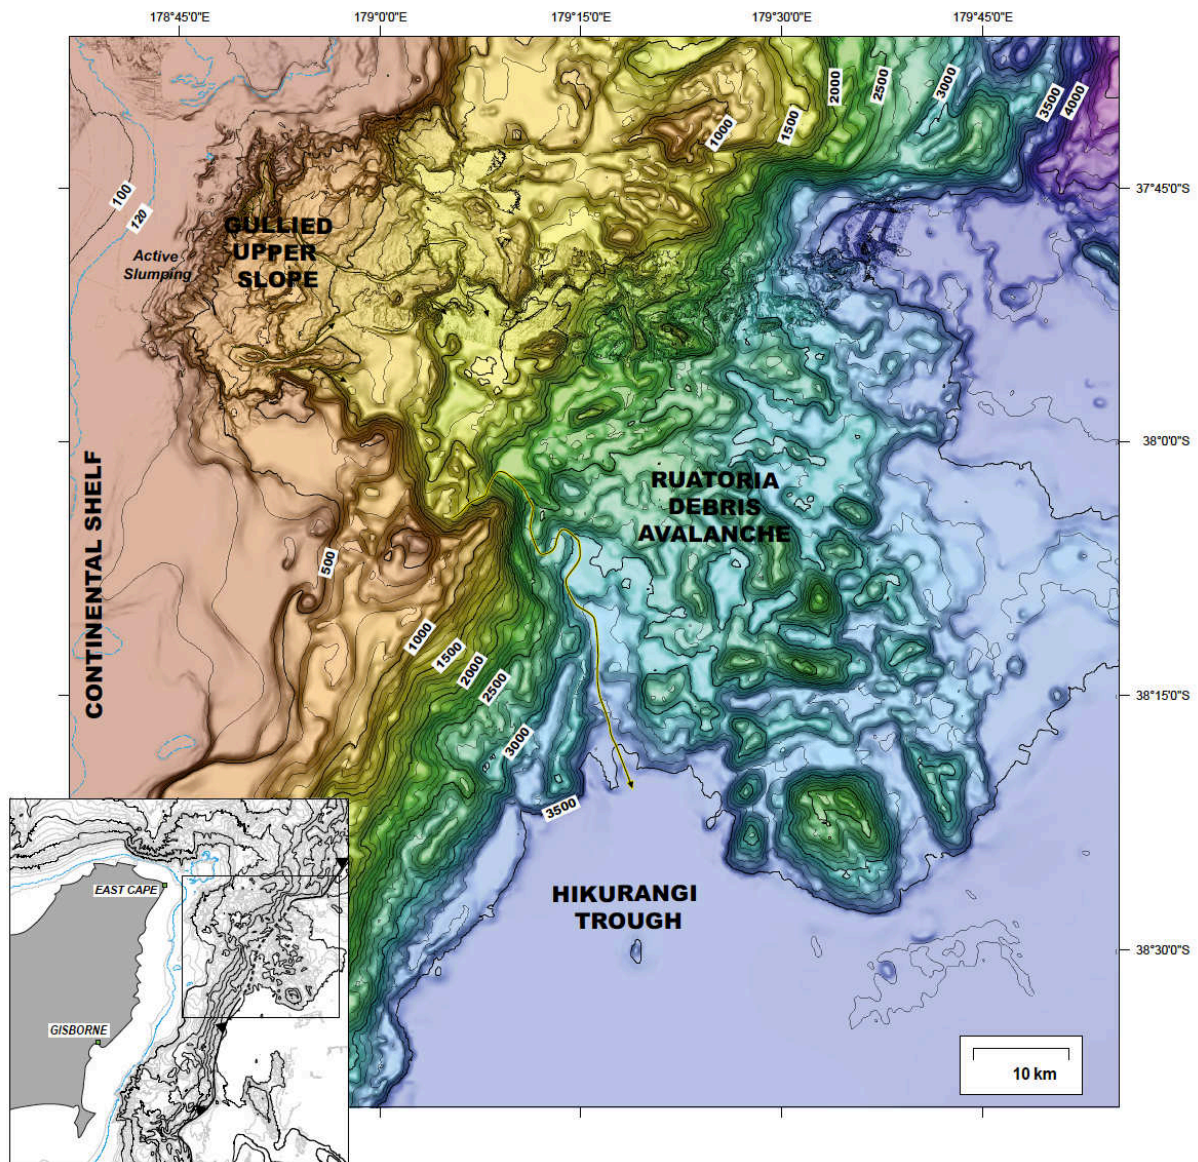 178°45'0"E
179°0'0"E
179°15'0"E
179°30'0"E
179°45'0"E
2000
2500
3000
3500
4000
1500
1000
100
120
37°45'0"S
GULLIED
UPPER
SLOPE
Active
Slumping
38°0'0"S
CONTINENTAL SHELF
RUATORIA
DEBRIS
AVALANCHE
500
1000
1500
2000
2500
3000
3500
38°15'0"S
HIKURANGI
TROUGH
38°30'0"S
EAST CAPE
GISBORNE
10 km